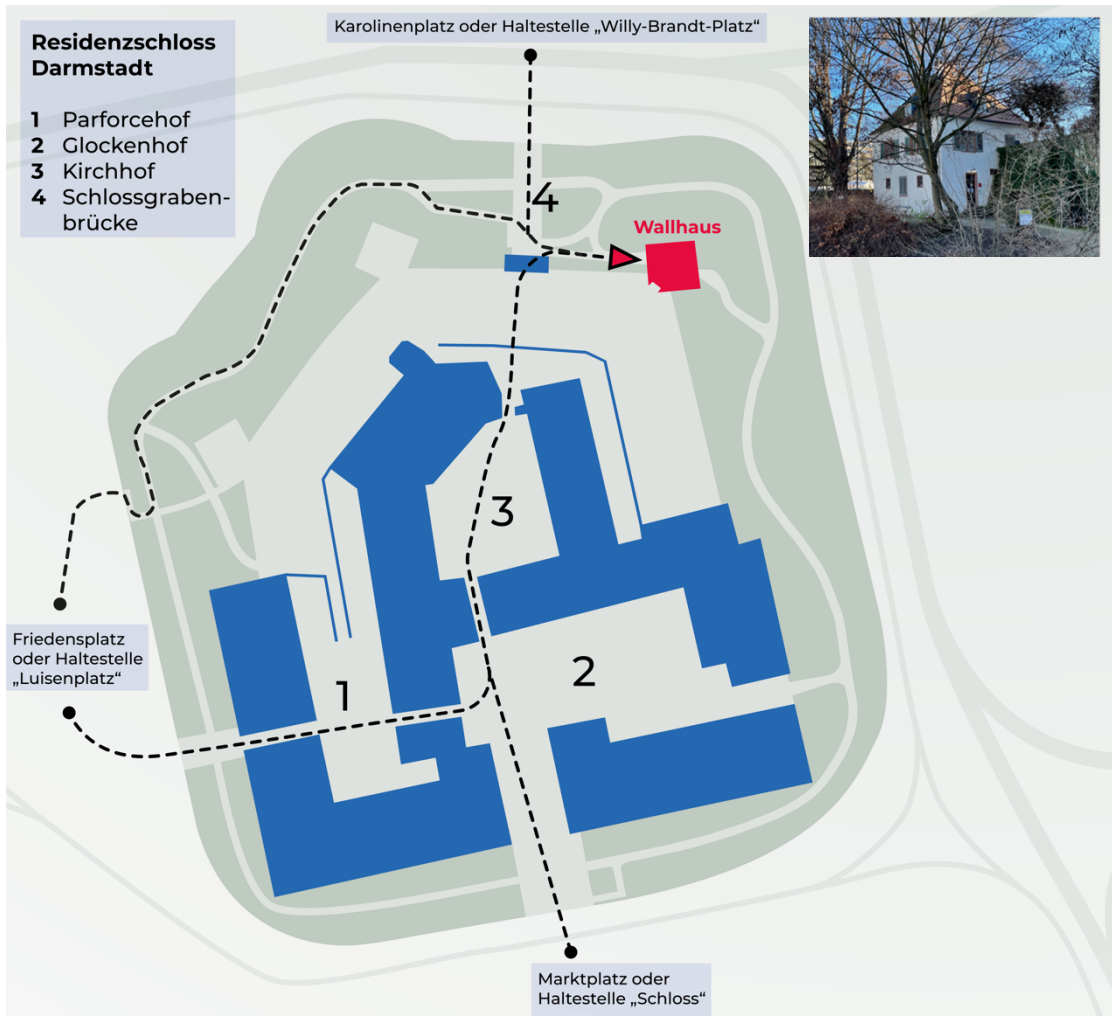 Karolinenplatz oder Haltestelle „Willy-Brandt-Platz“
Residenzschloss
Darmstadt
1 Parforcehof
2 Glockenhof
3 Kirchhof
4 Schlossgraben-
brücke
4
Wallhaus
3
Friedensplatz
oder Haltestelle
„Luisenplatz“
1
2
Marktplatz oder
Haltestelle „Schloss“